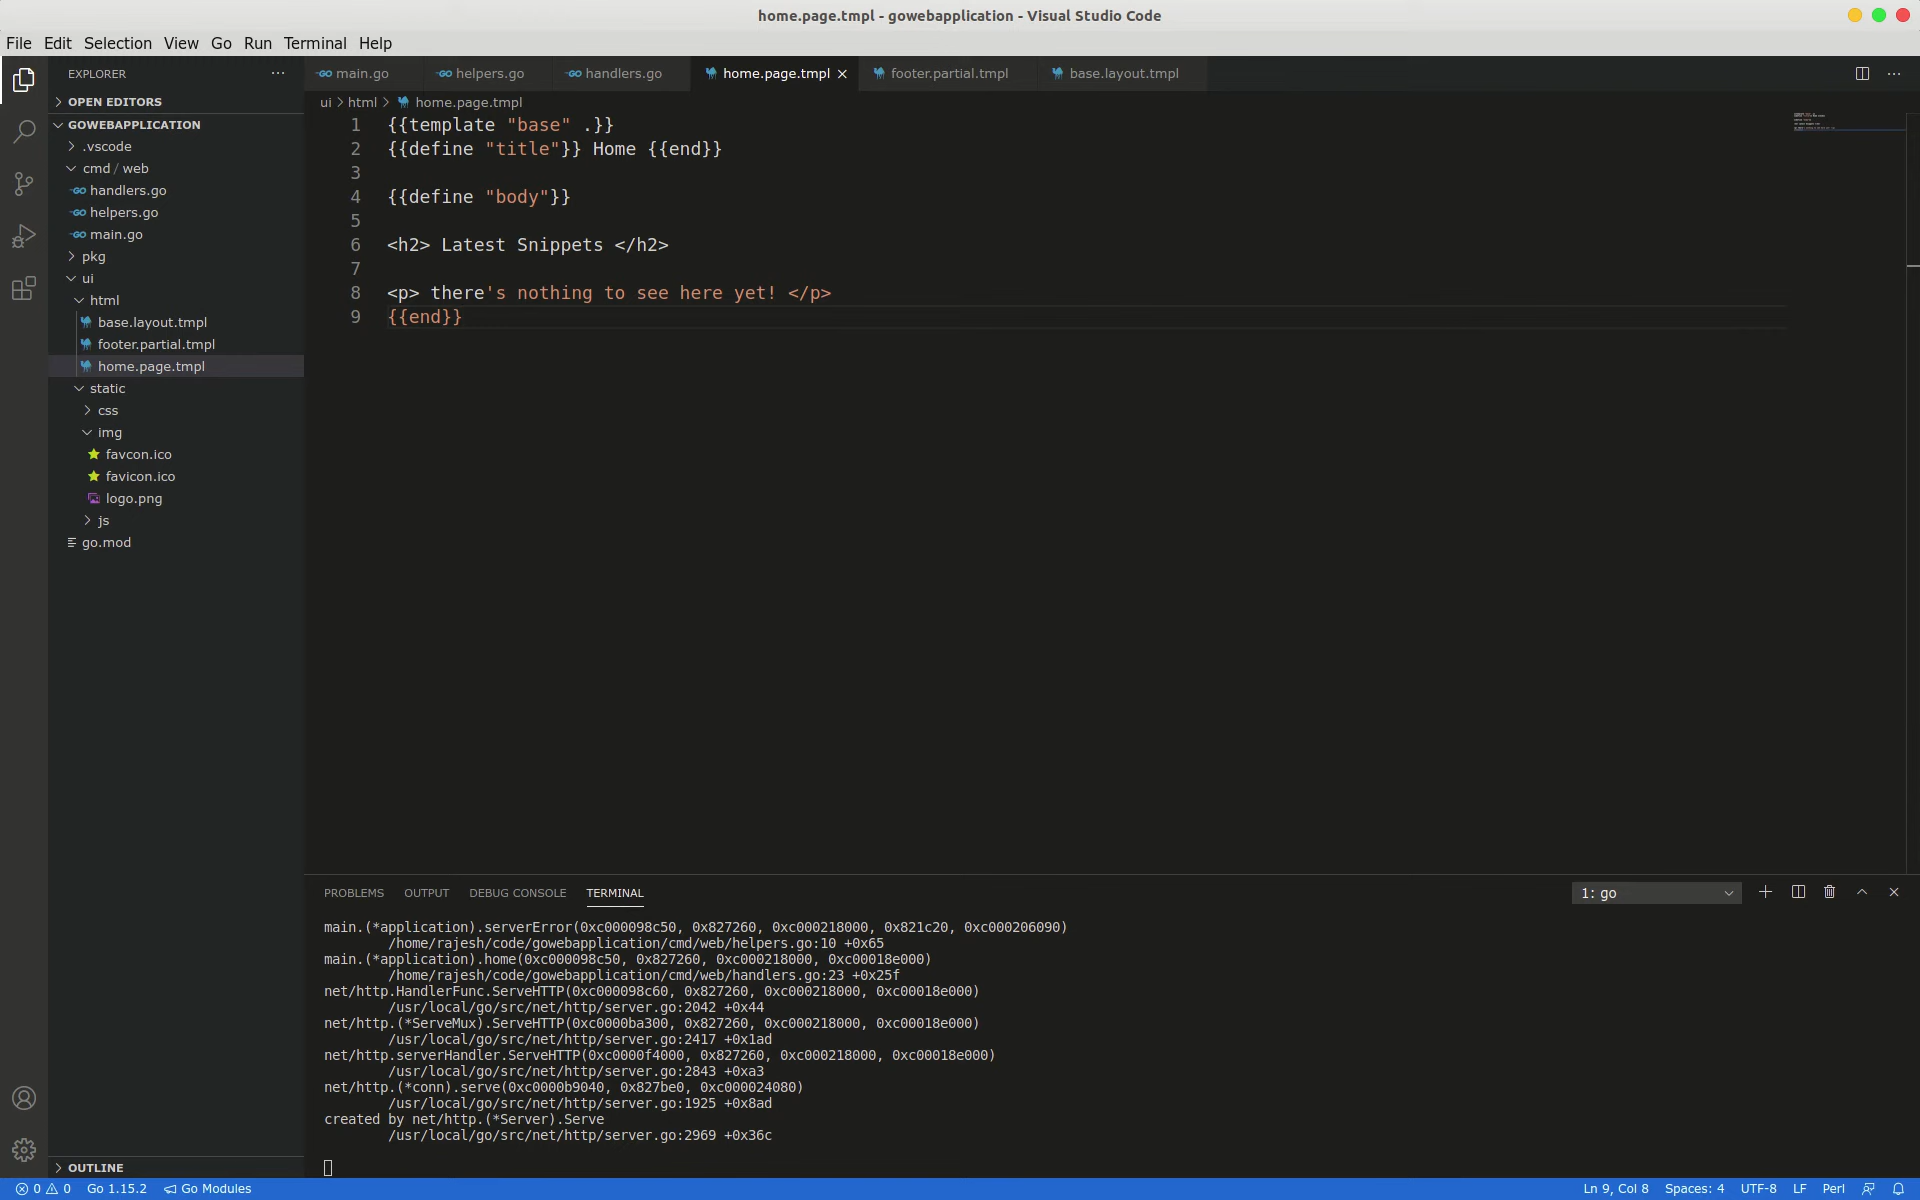 home.page.tmpl - gowebapplication - Visual Studio Code
File Edit Selection View Go Run Terminal Help
EXPLORER
OPEN EDITORS
GOWEBAPPLICATION
.vscode
cmd / web
handlers.go
helpers.go
main.go
pkg
ui
html
base.layout.tmpl
footer.partial.tmpl
home.page.tmpl
static
css
img
favcon.ico
favicon.ico
logo.png
js
go.mod
OUTLINE
main.go helpers.go handlers.go home.page.tmpl footer.partial.tmpl base.layout.tmpl
ui > html > home.page.tmpl
1 {{template "base" .}}
2 {{define "title"}} Home {{end}}
3
4 {{define "body"}}
5
6 <h2> Latest Snippets </h2>
7
8 <p> there's nothing to see here yet! </p>
9 {{end}}
PROBLEMS OUTPUT DEBUG CONSOLE TERMINAL 1: go
main.(*application).serverError(0xc000098c50, 0x827260, 0xc000218000, 0x821c20, 0xc000206090)
/home/rajesh/code/gowebapplication/cmd/web/helpers.go:10 +0x65
main.(*application).home(0xc000098c50, 0x827260, 0xc000218000, 0xc00018e000)
/home/rajesh/code/gowebapplication/cmd/web/handlers.go:23 +0x25f
net/http.HandlerFunc.ServeHTTP(0xc000098c60, 0x827260, 0xc000218000, 0xc00018e000)
/usr/local/go/src/net/http/server.go:2042 +0x44
net/http.(*ServeMux).ServeHTTP(0xc0000ba300, 0x827260, 0xc000218000, 0xc00018e000)
/usr/local/go/src/net/http/server.go:2417 +0x1ad
net/http.serverHandler.ServeHTTP(0xc0000f4000, 0x827260, 0xc000218000, 0xc00018e000)
/usr/local/go/src/net/http/server.go:2843 +0xa3
net/http.(*conn).serve(0xc0000b9040, 0x827be0, 0xc000024080)
/usr/local/go/src/net/http/server.go:1925 +0x8ad
created by net/http.(*Server).Serve
/usr/local/go/src/net/http/server.go:2969 +0x36c
0 0 Go 1.15.2 Go Modules Ln 9, Col 8 Spaces: 4 UTF-8 LF Perl